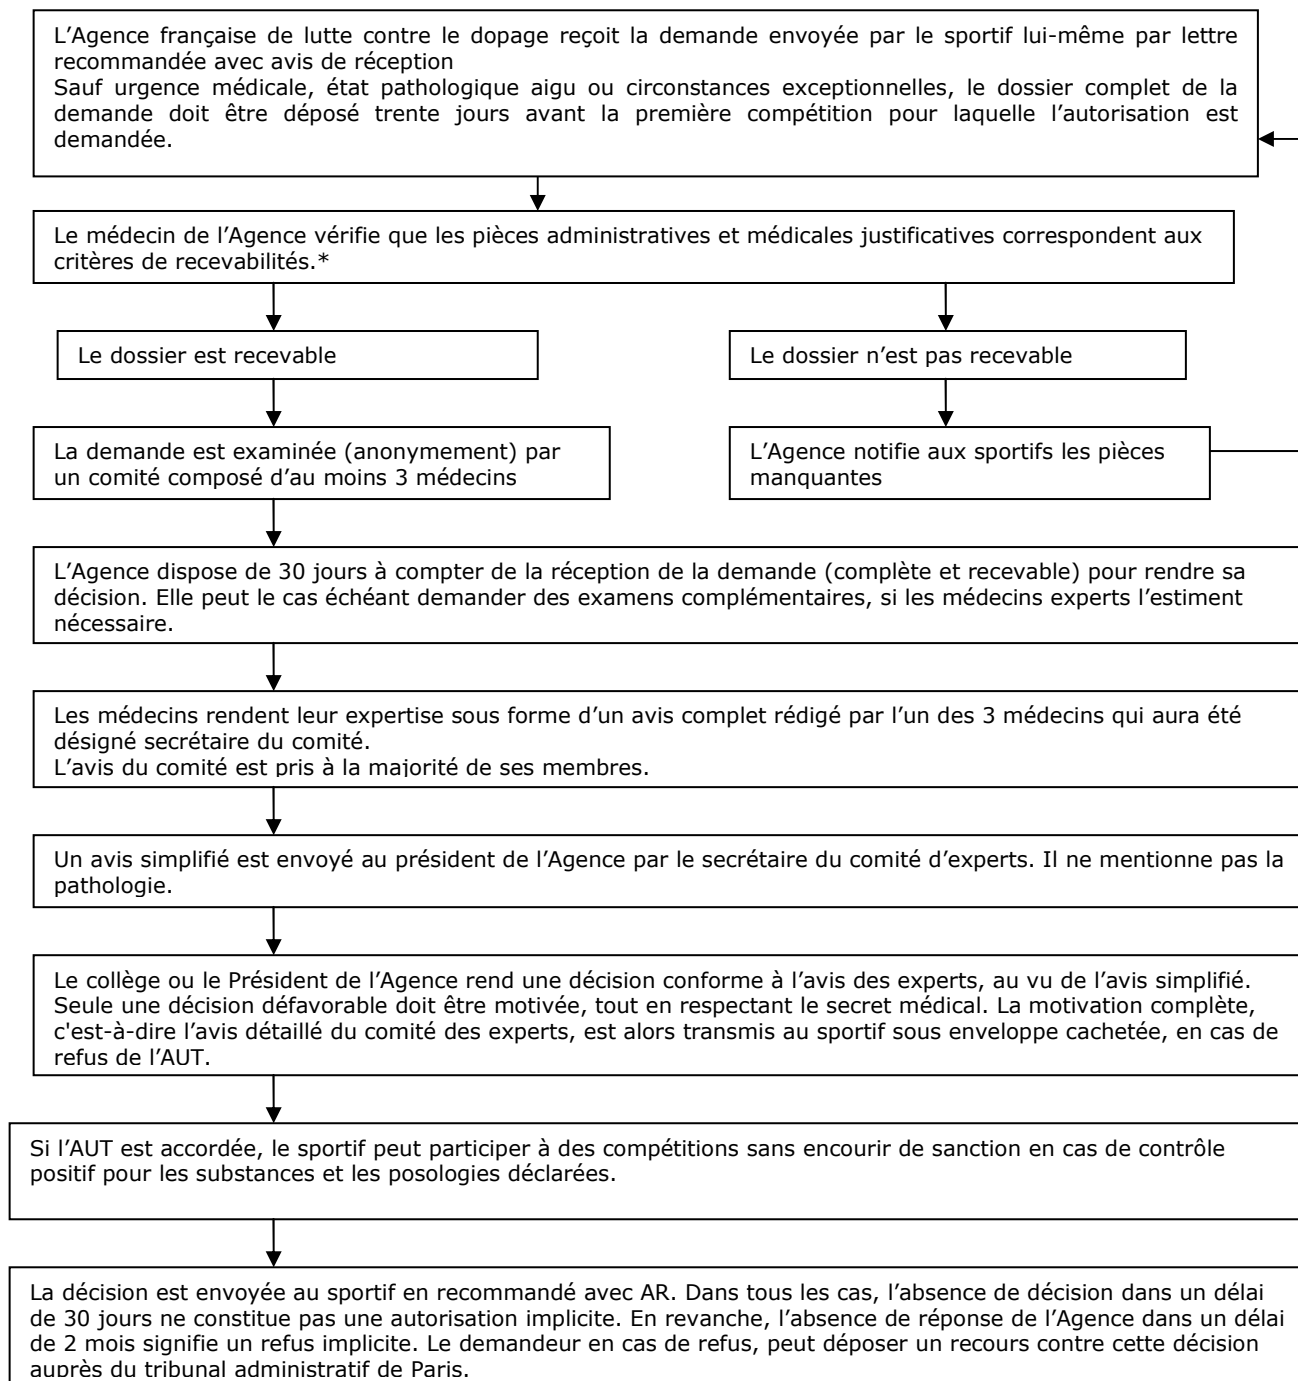 L'Agence française de lutte contre le dopage reçoit la demande envoyée par le sportif lui-même par lettre
recommandée avec avis de réception
Sauf urgence médicale, état pathologique aigu ou circonstances exceptionnelles, le dossier complet de la
demande doit être déposé trente jours avant la première compétition pour laquelle l'autorisation est
demandée.
Le médecin de l'Agence vérifie que les pièces administratives et médicales justificatives correspondent aux
critères de recevabilités.*
Le dossier est recevable
Le dossier n'est pas recevable
La demande est examinée (anonymement) par
un comité composé d'au moins 3 médecins
L'Agence notifie aux sportifs les pièces
manquantes
L'Agence dispose de 30 jours à compter de la réception de la demande (complète et recevable) pour rendre sa
décision. Elle peut le cas échéant demander des examens complémentaires, si les médecins experts l'estiment
nécessaire.
Les médecins rendent leur expertise sous forme d'un avis complet rédigé par l'un des 3 médecins qui aura été
désigné secrétaire du comité.
L'avis du comité est pris à la majorité de ses membres.
Un avis simplifié est envoyé au président de l'Agence par le secrétaire du comité d'experts. Il ne mentionne pas la
pathologie.
Le collège ou le Président de l'Agence rend une décision conforme à l'avis des experts, au vu de l'avis simplifié.
Seule une décision défavorable doit être motivée, tout en respectant le secret médical. La motivation complète,
c'est-à-dire l'avis détaillé du comité des experts, est alors transmis au sportif sous enveloppe cachetée, en cas de
refus de l'AUT.
Si l'AUT est accordée, le sportif peut participer à des compétitions sans encourir de sanction en cas de contrôle
positif pour les substances et les posologies déclarées.
La décision est envoyée au sportif en recommandé avec AR. Dans tous les cas, l'absence de décision dans un délai
de 30 jours ne constitue pas une autorisation implicite. En revanche, l'absence de réponse de l'Agence dans un délai
de 2 mois signifie un refus implicite. Le demandeur en cas de refus, peut déposer un recours contre cette décision
auprès du tribunal administratif de Paris.